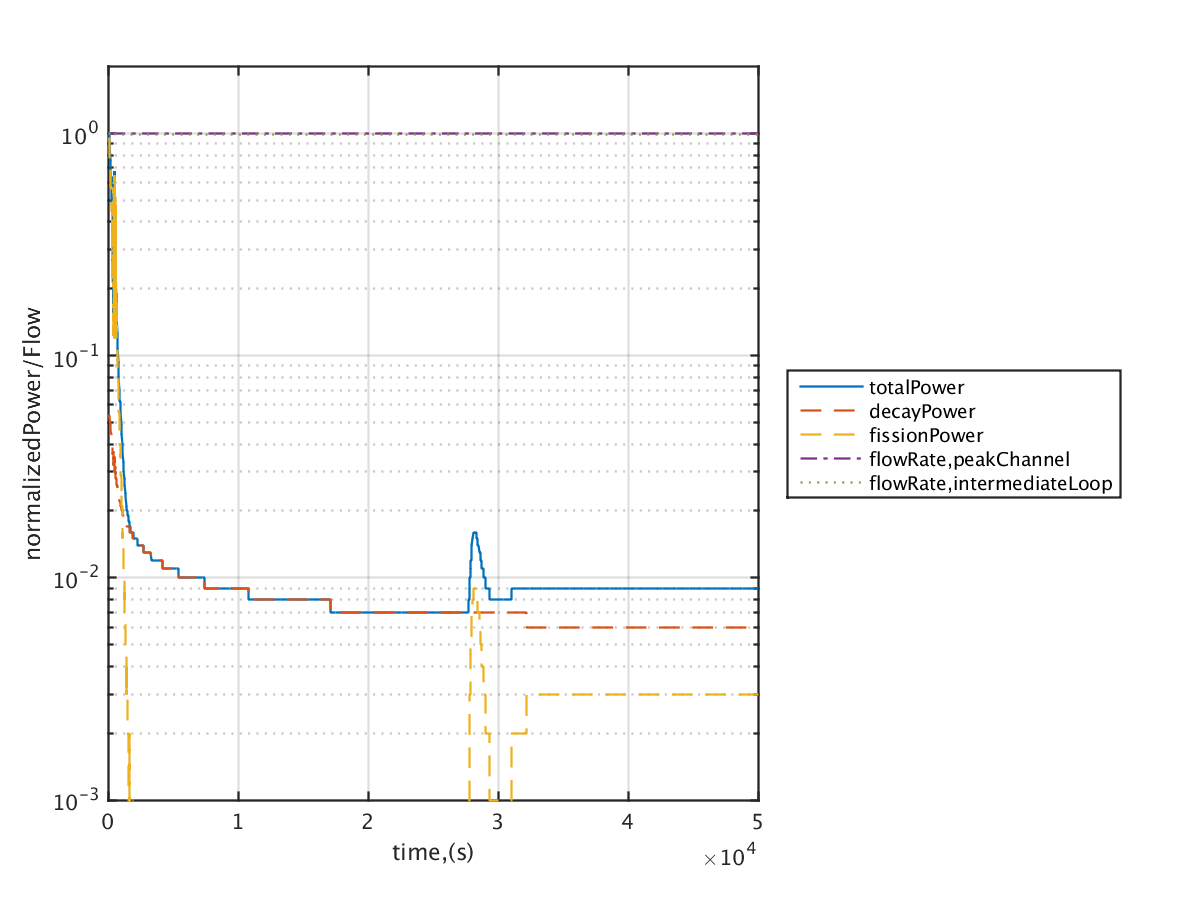 10^0
10^-1
10^-2
10^-3
normalizedPower/Flow
0 1 2 3 4 5
time,(s)
×10^4
totalPower
decayPower
fissionPower
flowRate,peakChannel
flowRate,intermediateLoop